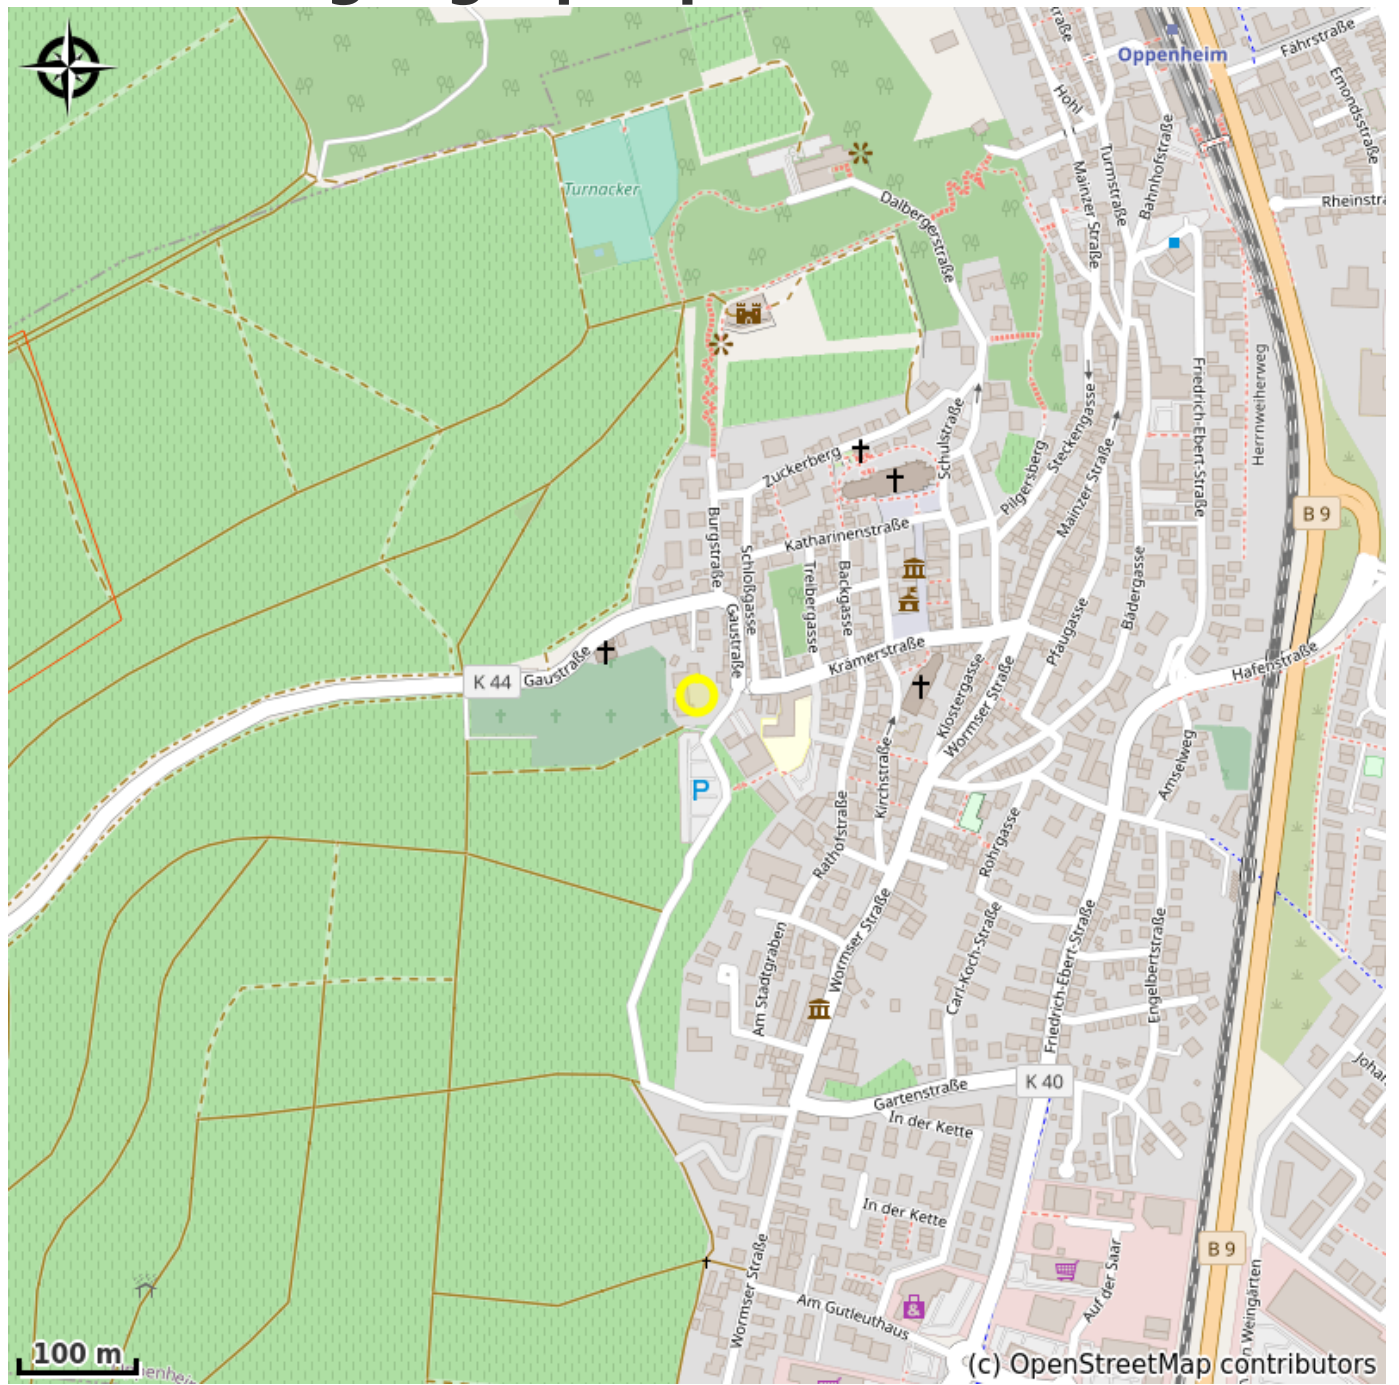 Oppenheim
Fährstraße
Hohl
Ermondsstraße
Turnacker
Mainzer Straße
Turmstraße
Bahnhofstraße
Dalbergerstraße
Friedrich-Ebert-Straße
Herrnweiherweg
Zuckerberg
Schulstraße
Pilgersberg
Steckengasse
Mainzer Straße
B 9
Burgstraße
Schloßgasse
Katharinenstraße
Treibergasse
Backgasse
Bädergasse
Pfaugasse
Gaustraße
Krämerstraße
Hafenstraße
K 44
Gaustraße
Klostergasse
Wormser Straße
Kirchstraße
Amselweg
P
Rathofstraße
Rohrgasse
Am Stadtgraben
Wormser Straße
Carl-Koch-Straße
Friedrich-Ebert-Straße
Engelbertstraße
K 40
Gartenstraße
In der Kette
In der Kette
Auf der Saar
B 9
Wormser Straße
Am Gutleuthaus
Weingärten
100 m
(c) OpenStreetMap contributors